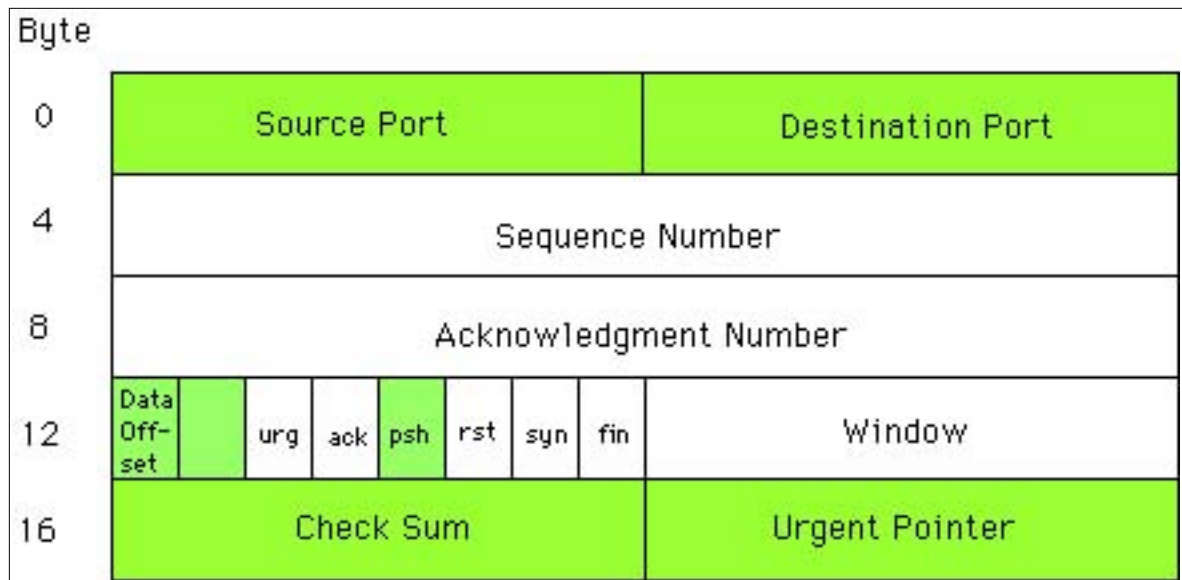 Byte
0 Source Port Destination Port
4 Sequence Number
8 Acknowledgment Number
12 Data Off- set urg ack psh rst syn fin Window
16 Check Sum Urgent Pointer